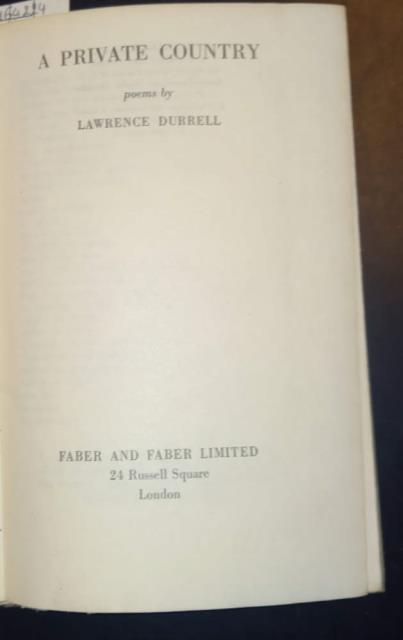 A PRIVATE COUNTRY
poems by
LAWRENCE DURRELL
FABER AND FABER LIMITED
24 Russell Square
London